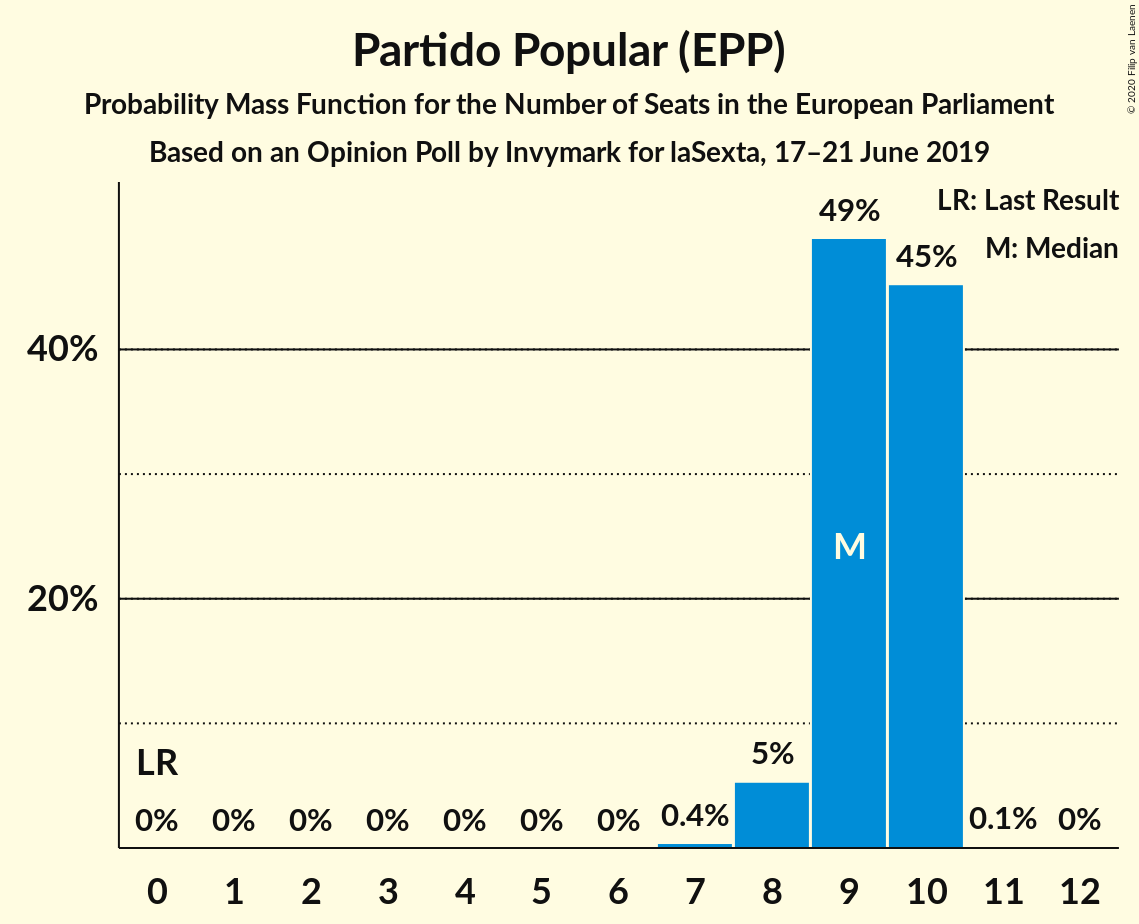 Partido Popular (EPP)
Probability Mass Function for the Number of Seats in the European Parliament
Based on an Opinion Poll by Invymark for laSexta, 17–21 June 2019
© 2020 Filip van Laenen
LR: Last Result
M: Median
49%
45%
40%
M
20%
LR
5%
0% 0% 0% 0% 0% 0% 0% 0.4% 0.1% 0%
0 1 2 3 4 5 6 7 8 9 10 11 12